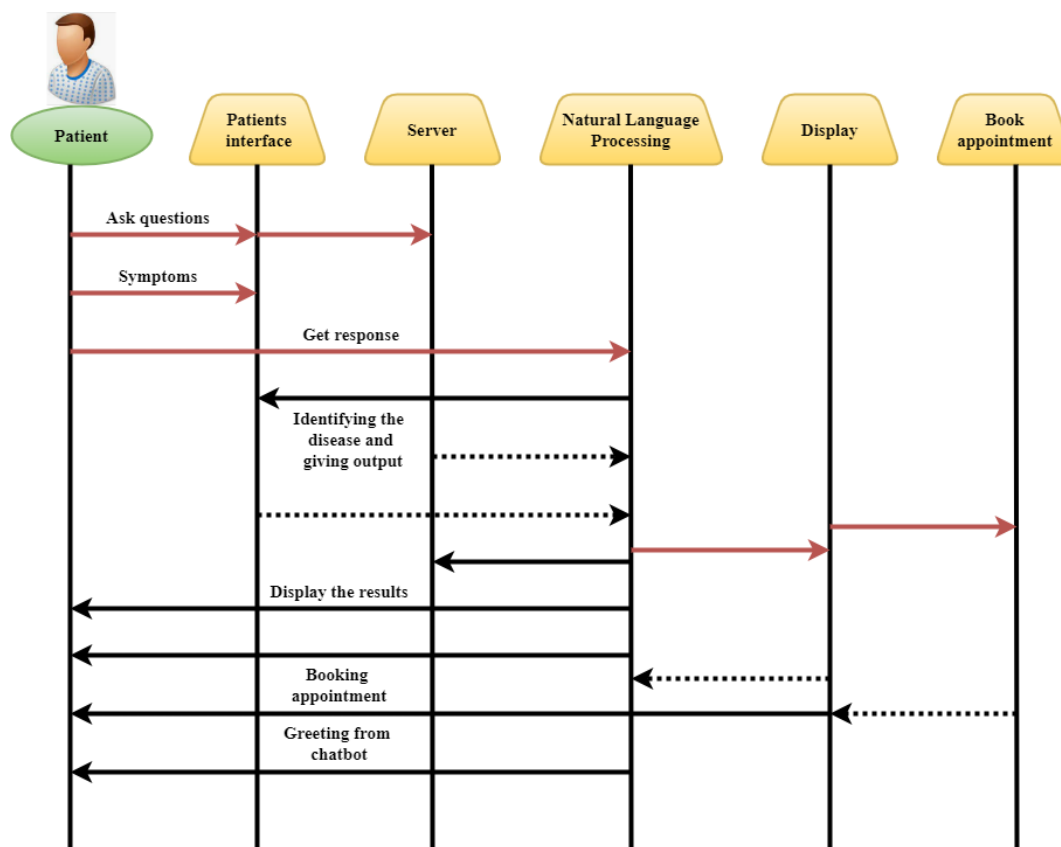 Patient
Patients
interface
Server
Natural Language
Processing
Display
Book
appointment
Ask questions
Symptoms
Get response
Identifying the
disease and
giving output
Display the results
Booking
appointment
Greeting from
chatbot